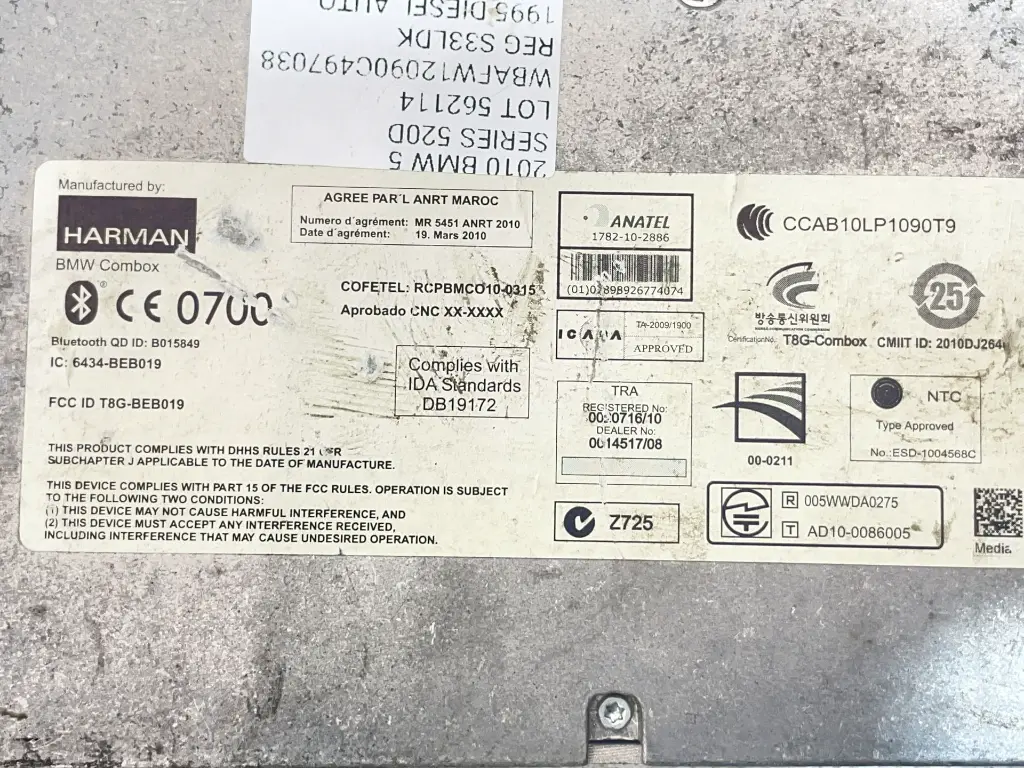 2010 BMW 5
SERIES 520D
LOT 562114
WBAFW12090C497038
REG S33LDK
1995 DIESEL AUTO
Manufactured by:
HARMAN
BMW Combox
CE 0700
Bluetooth QD ID: B015849
IC: 6434-BEB019
FCC ID T8G-BEB019
THIS PRODUCT COMPLIES WITH DHHS RULES 21 CFR
SUBCHAPTER J APPLICABLE TO THE DATE OF MANUFACTURE.
THIS DEVICE COMPLIES WITH PART 15 OF THE FCC RULES. OPERATION IS SUBJECT
TO THE FOLLOWING TWO CONDITIONS:
(1) THIS DEVICE MAY NOT CAUSE HARMFUL INTERFERENCE, AND
(2) THIS DEVICE MUST ACCEPT ANY INTERFERENCE RECEIVED,
INCLUDING INTERFERENCE THAT MAY CAUSE UNDESIRED OPERATION.
AGREE PAR´L ANRT MAROC
Numero d´agrément: MR 5451 ANRT 2010
Date d´agrément: 19. Mars 2010
COFETEL: RCPBMCO10-0315
Aprobado CNC XX-XXXX
Complies with
IDA Standards
DB19172
ANATEL
1782-10-2886
ICASA
TA-2009/1900
APPROVED
TRA
REGISTERED No:
DEALER No:
0014517/08
Z725
CCAB10LP1090T9
방송통신위원회
25
CertificationNo. T8G-Combox CMIIT ID: 2010DJ264
00-0211
NTC
Type Approved
No.:ESD-1004568C
R 005WWDA0275
T AD10-0086005
Media